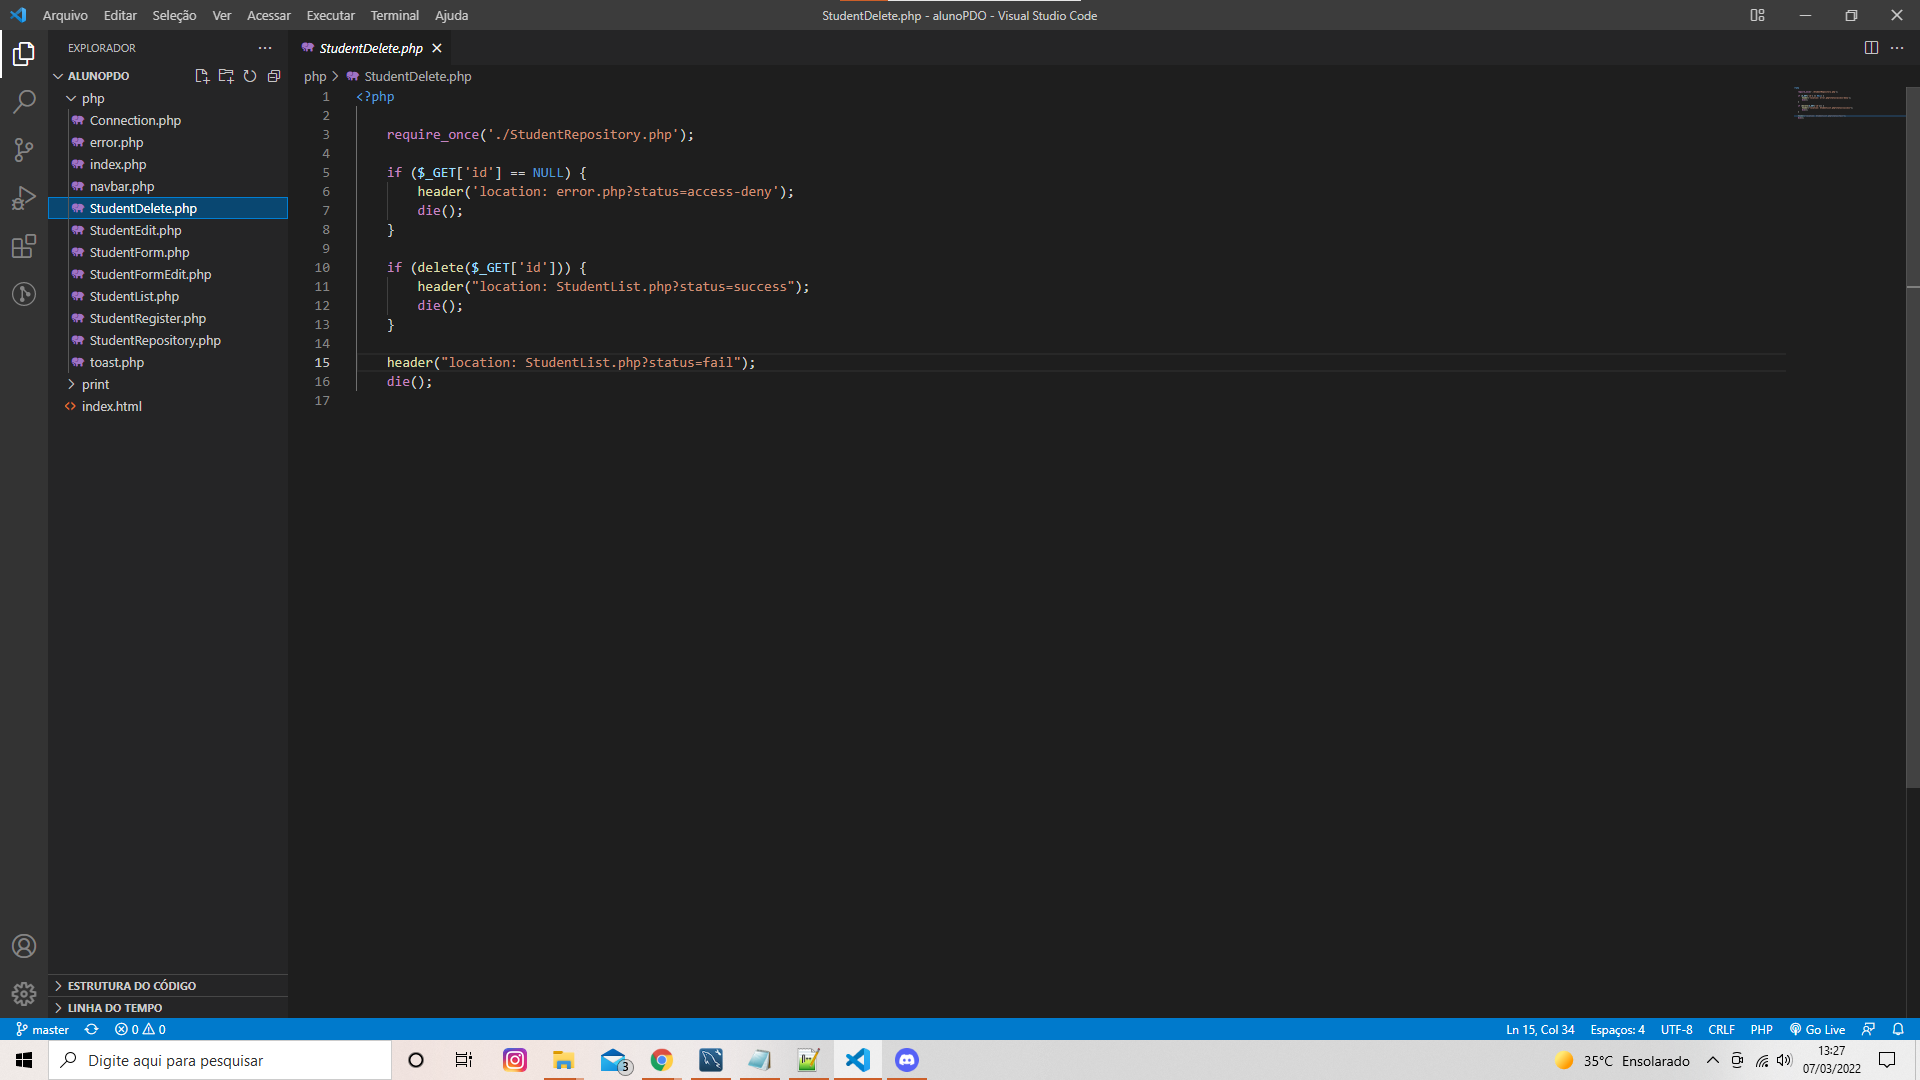 Arquivo Editar Seleção Ver Acessar Executar Terminal Ajuda
StudentDelete.php - alunoPDO - Visual Studio Code
EXPLORADOR
ALUNOPDO
php
Connection.php
error.php
index.php
navbar.php
StudentDelete.php
StudentEdit.php
StudentForm.php
StudentFormEdit.php
StudentList.php
StudentRegister.php
StudentRepository.php
toast.php
print
index.html
ESTRUTURA DO CÓDIGO
LINHA DO TEMPO
StudentDelete.php
php > StudentDelete.php
1 <?php
2
3 require_once('./StudentRepository.php');
4
5 if ($_GET['id'] == NULL) {
6 header('location: error.php?status=access-deny');
7 die();
8 }
9
10 if (delete($_GET['id'])) {
11 header("location: StudentList.php?status=success");
12 die();
13 }
14
15 header("location: StudentList.php?status=fail");
16 die();
17
master 0 0 Ln 15, Col 34 Espaços: 4 UTF-8 CRLF PHP Go Live
Digite aqui para pesquisar
3
35°C Ensolarado
13:27
07/03/2022